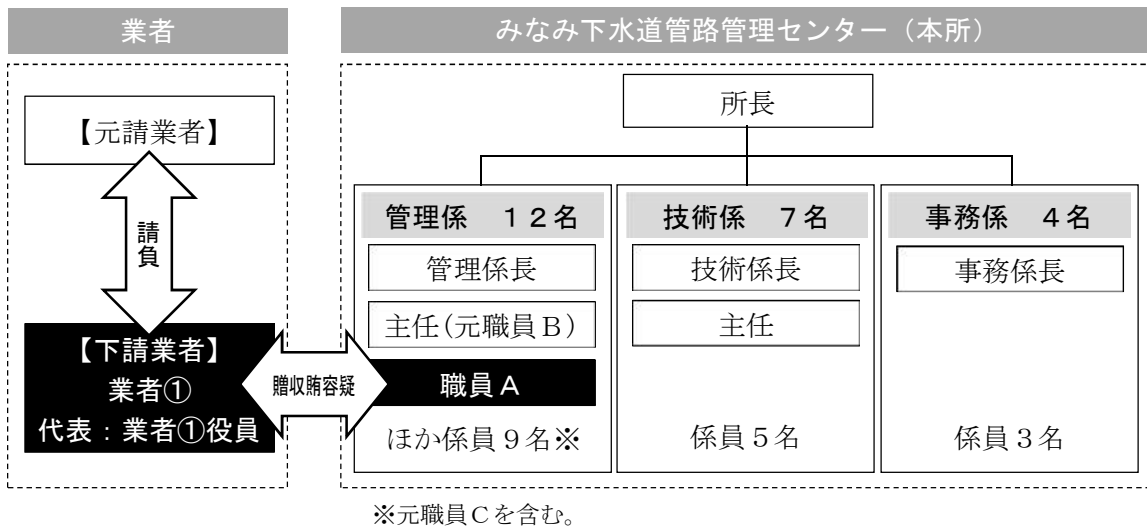 業者
みなみ下水道管路管理センター（本所）
所長
【元請業者】
請負
【下請業者】
業者①
代表：業者①役員
贈収賄容疑
管理係　１２名
管理係長
主任（元職員Ｂ）
職員Ａ
ほか係員９名※
技術係　７名
技術係長
主任
係員５名
事務係　４名
事務係長
係員３名
※元職員Ｃを含む。